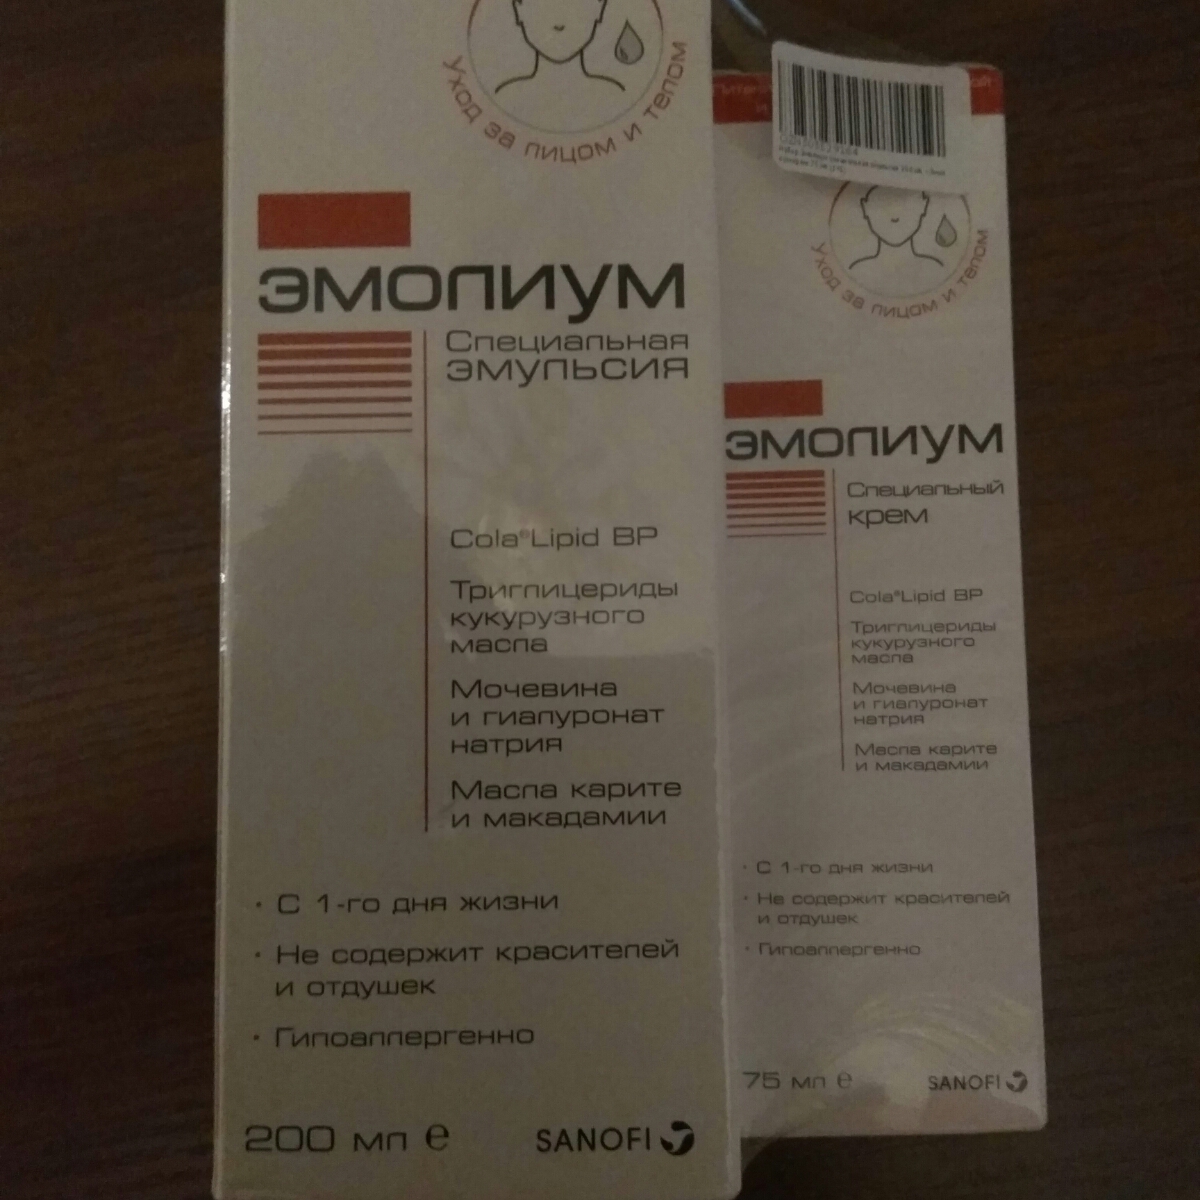 Уход за лицом и телом
ЭМОЛИУМ
Специальная
эмульсия
Cola®Lipid BP
Триглицериды
кукурузного
масла
Мочевина
и гиалуронат
натрия
Масла карите
и макадамии
· С 1-го дня жизни
· Не содержит красителей
и отдушек
· Гипоаллергенно
200 мл e
SANOFI
Уход за лицом и телом
ЭМОЛИУМ
Специальный
крем
Cola®Lipid BP
Триглицериды
кукурузного
масла
Мочевина
и гиалуронат
натрия
Масла карите
и макадамии
· С 1-го дня жизни
· Не содержит красителей
и отдушек
· Гипоаллергенно
75 мл e
SANOFI